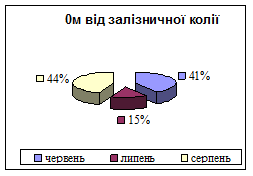 0м від залізничної колії
44%
41%
15%
червень липень серпень